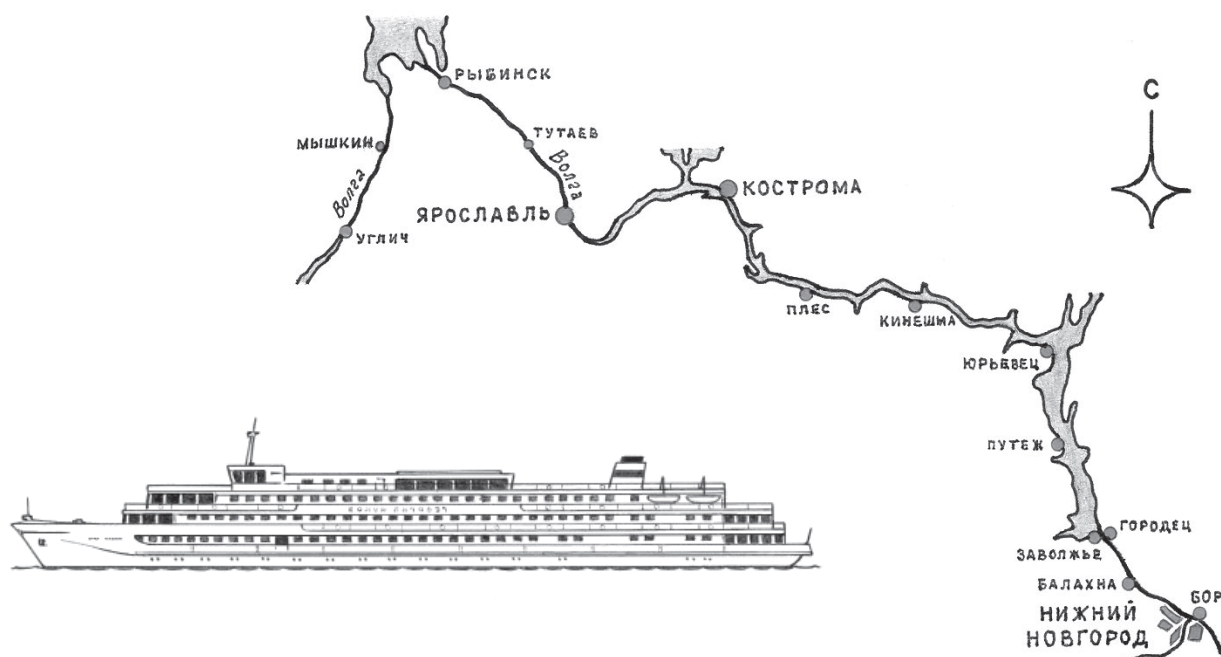 С
РЫБИНСК
ТУТАЕВ
МЫШКИН
Волга
Волга
КОСТРОМА
ЯРОСЛАВЛЬ
УГЛИЧ
ПЛЕС
КИНЕШМА
ЮРЬЕВЕЦ
ПУТЕЖ
ГОРОДЕЦ
ЗАВОЛЖЬЕ
БАЛАХНА
БОР
НИЖНИЙ
НОВГОРОД